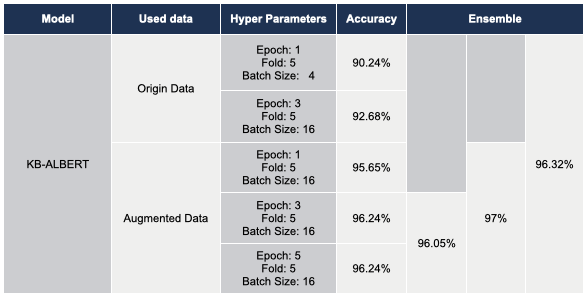 Model Used data Hyper Parameters Accuracy Ensemble
KB-ALBERT
Origin Data
Epoch: 1
Fold: 5
Batch Size: 4
90.24%
Epoch: 3
Fold: 5
Batch Size: 16
92.68%
Augmented Data
Epoch: 1
Fold: 5
Batch Size: 16
95.65%
Epoch: 3
Fold: 5
Batch Size: 16
96.24%
Epoch: 5
Fold: 5
Batch Size: 16
96.24%
96.05%
97%
96.32%